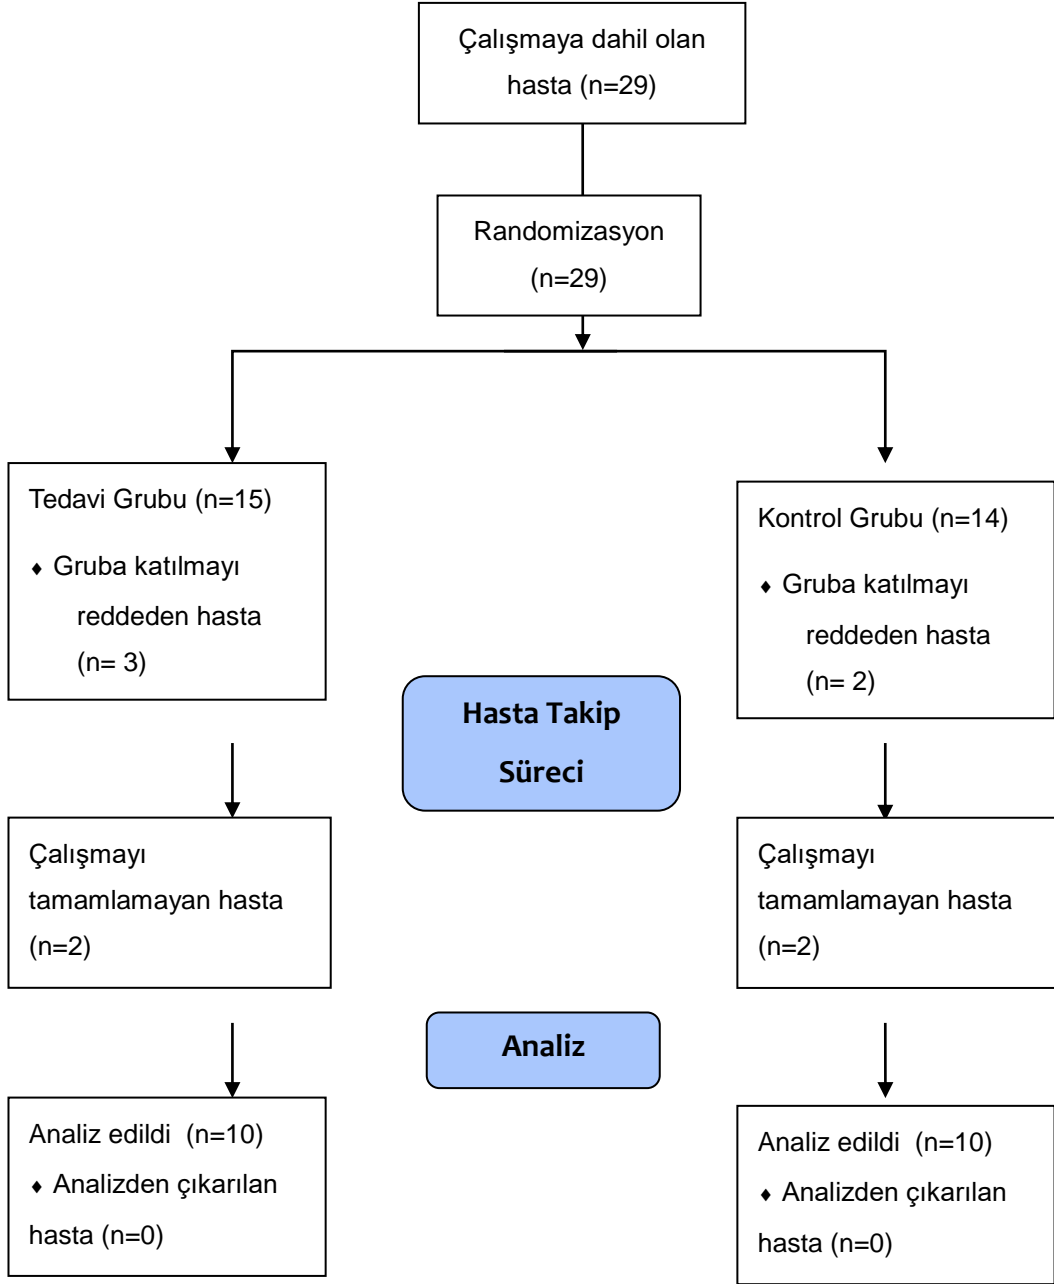 Çalışmaya dahil olan
hasta (n=29)
Randomizasyon
(n=29)
Tedavi Grubu (n=15)
♦ Gruba katılmayı
reddeden hasta
(n= 3)
Kontrol Grubu (n=14)
♦ Gruba katılmayı
reddeden hasta
(n= 2)
Hasta Takip
Süreci
Çalışmayı
tamamlamayan hasta
(n=2)
Çalışmayı
tamamlamayan hasta
(n=2)
Analiz
Analiz edildi (n=10)
♦ Analizden çıkarılan
hasta (n=0)
Analiz edildi (n=10)
♦ Analizden çıkarılan
hasta (n=0)